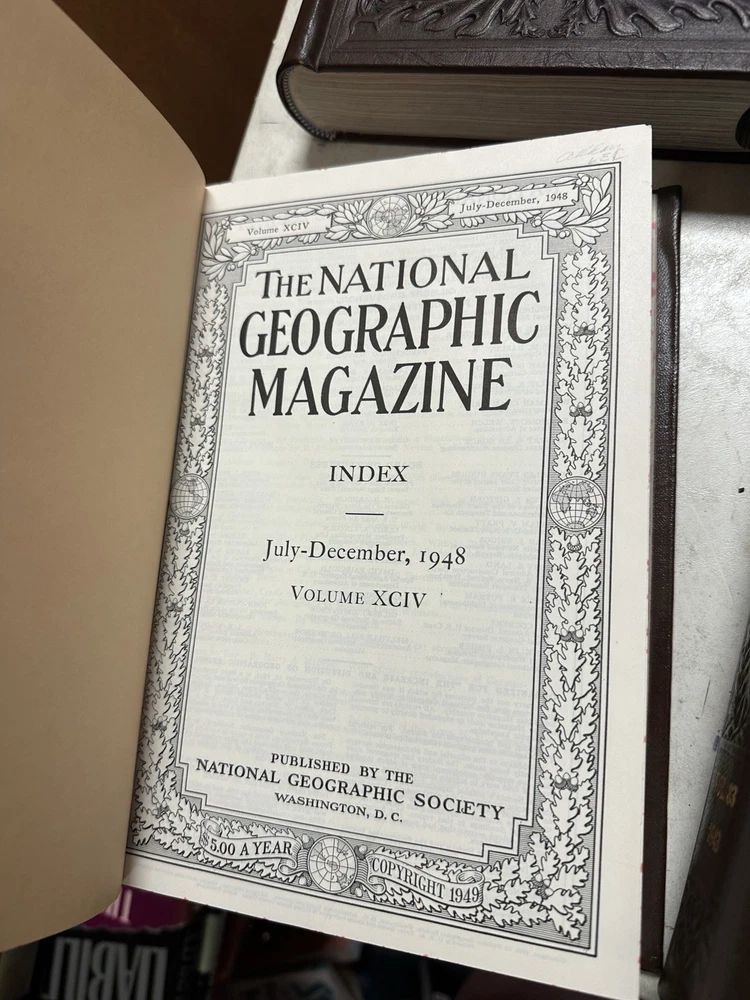 Volume XCIV
July-December, 1948
THE NATIONAL
GEOGRAPHIC
MAGAZINE
INDEX
July-December, 1948
VOLUME XCIV
PUBLISHED BY THE
NATIONAL GEOGRAPHIC SOCIETY
WASHINGTON, D. C.
$5.00 A YEAR
COPYRIGHT 1949